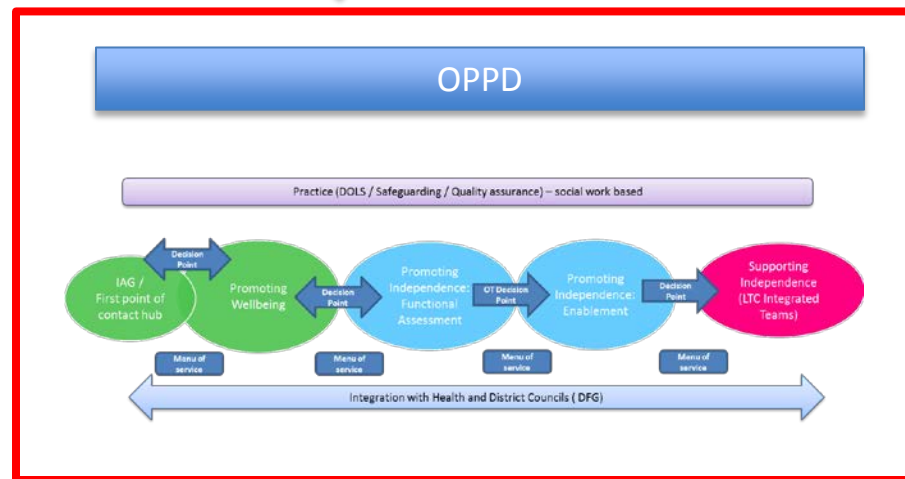 OPPD
Practice (DOLS / Safeguarding / Quality assurance) – social work based
IAG /
First point of
contact hub
Decision
Point
Promoting
Wellbeing
Decision
Point
Promoting
Independence:
Functional
Assessment
OT Decision
Point
Promoting
Independence:
Enablement
Decision
Point
Supporting
Independence
(LTC Integrated
Teams)
Menu of
service
Menu of
service
Menu of
service
Menu of
service
Integration with Health and District Councils ( DFG)